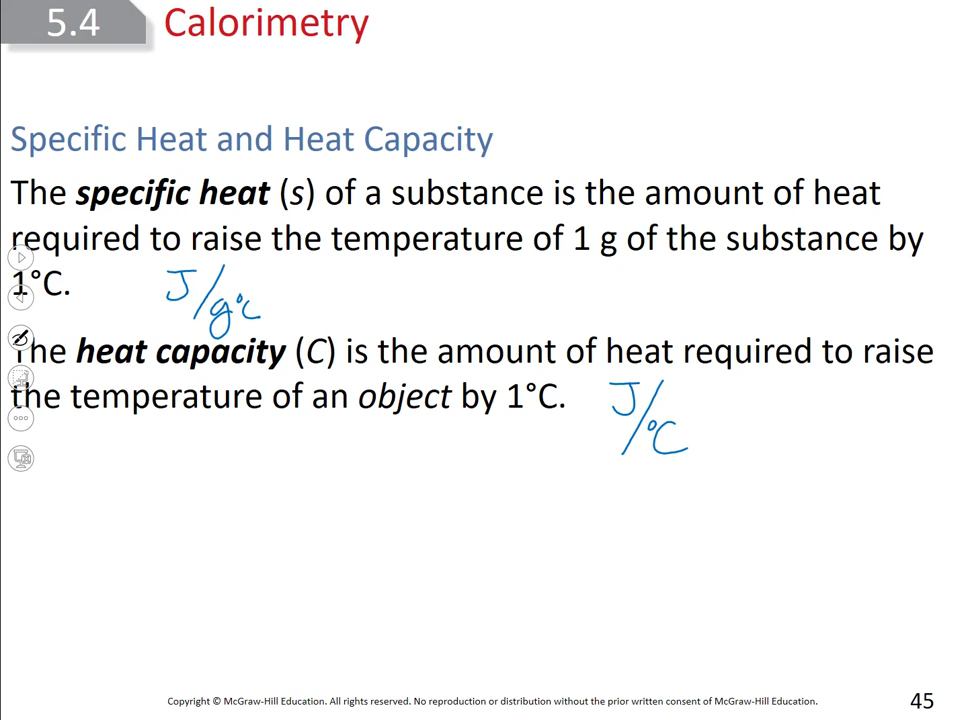 5.4 Calorimetry
Specific Heat and Heat Capacity
The specific heat (s) of a substance is the amount of heat
required to raise the temperature of 1 g of the substance by
1°C.
J/g°C
The heat capacity (C) is the amount of heat required to raise
the temperature of an object by 1°C.
J/°C
Copyright © McGraw-Hill Education. All rights reserved. No reproduction or distribution without the prior written consent of McGraw-Hill Education.
45